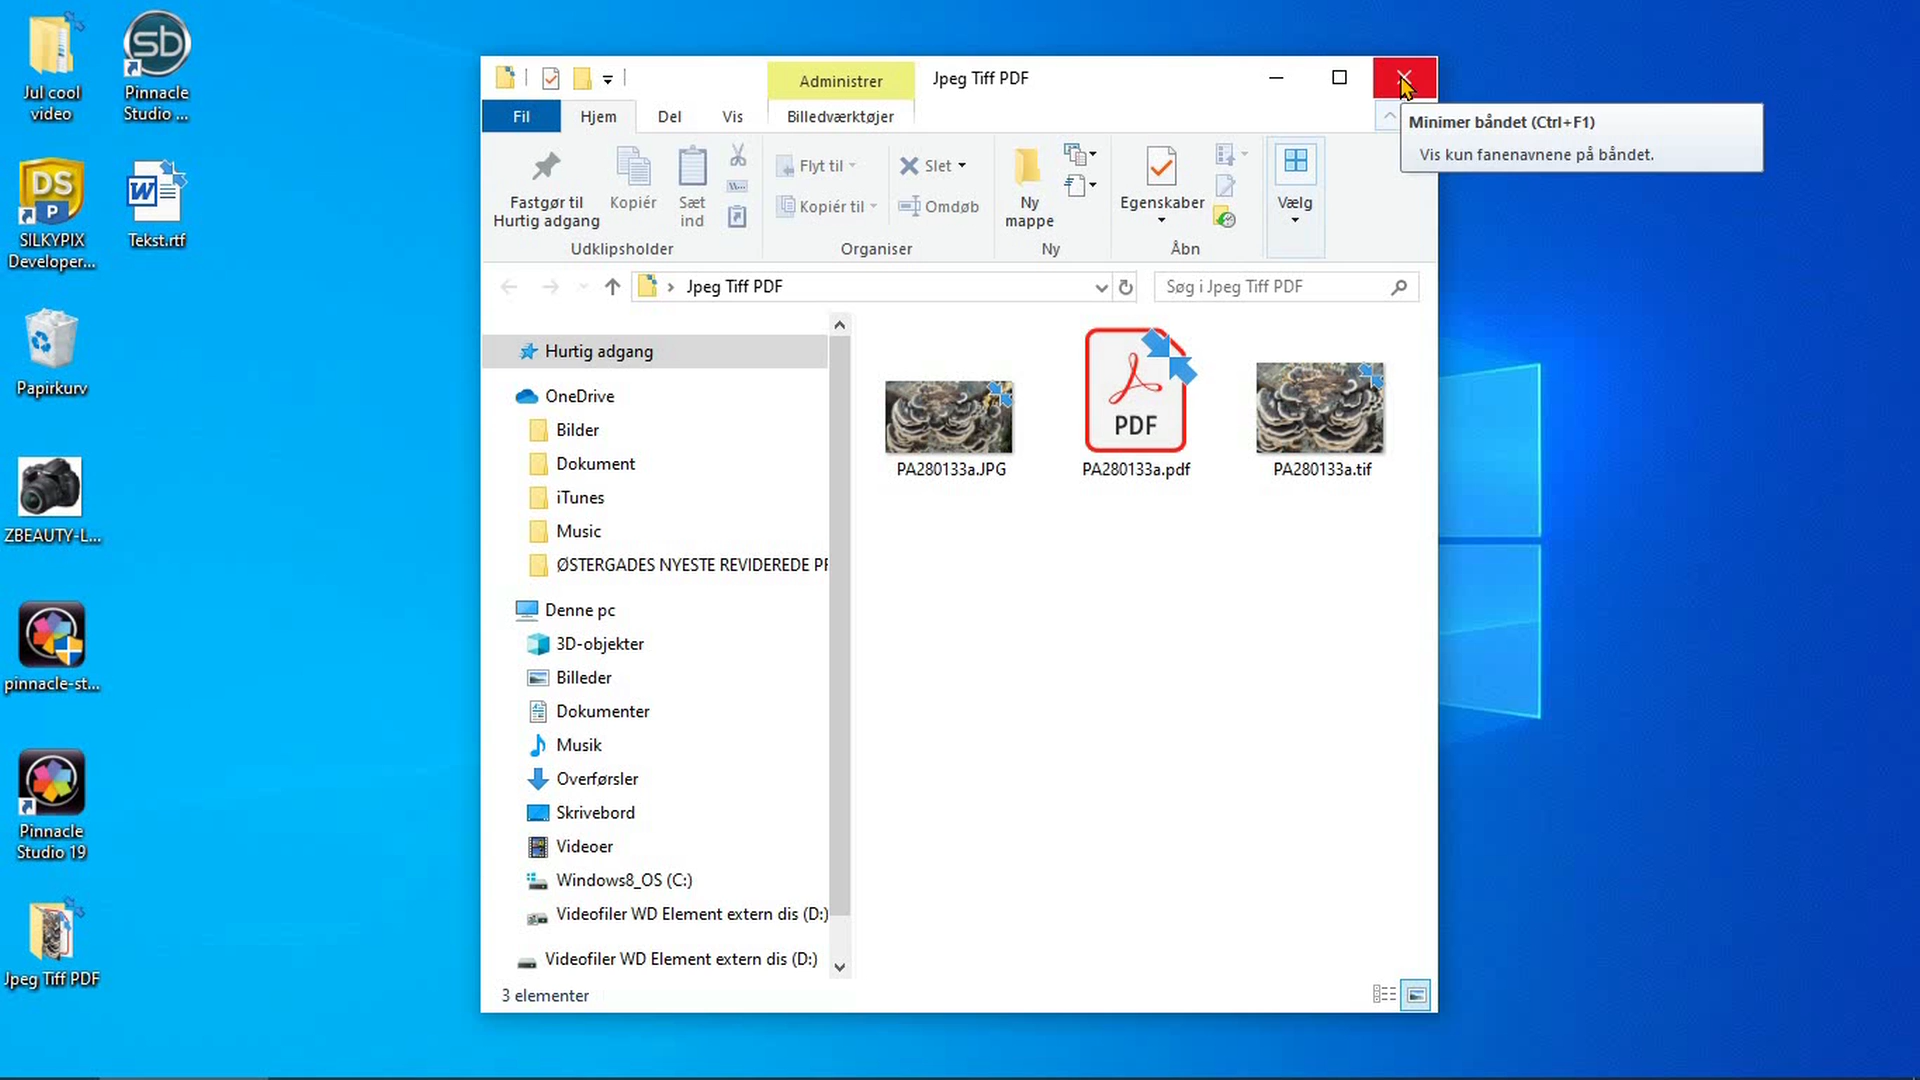 Jul cool
video
sb
Pinnacle
Studio ...
DS
P
SILKYPIX
Developer...
W
Tekst.rtf
Papirkurv
ZBEAUTY-L...
pinnacle-st...
Pinnacle
Studio 19
Jpeg Tiff PDF
Administrer
Jpeg Tiff PDF
Fil
Hjem
Del
Vis
Billedværktøjer
Minimer båndet (Ctrl+F1)
Vis kun fanenavnene på båndet.
Fastgør til
Hurtig adgang
Kopiér
Sæt
ind
Udklipsholder
Flyt til
Kopiér til
Slet
Omdøb
Organiser
Ny
mappe
Ny
Egenskaber
Åbn
Vælg
Jpeg Tiff PDF
Søg i Jpeg Tiff PDF
Hurtig adgang
OneDrive
Bilder
Dokument
iTunes
Music
ØSTERGADES NYESTE REVIDEREDE PR
Denne pc
3D-objekter
Billeder
Dokumenter
Musik
Overførsler
Skrivebord
Videoer
Windows8_OS (C:)
Videofiler WD Element extern dis (D:)
Videofiler WD Element extern dis (D:)
PA280133a.JPG
PDF
PA280133a.pdf
PA280133a.tif
3 elementer